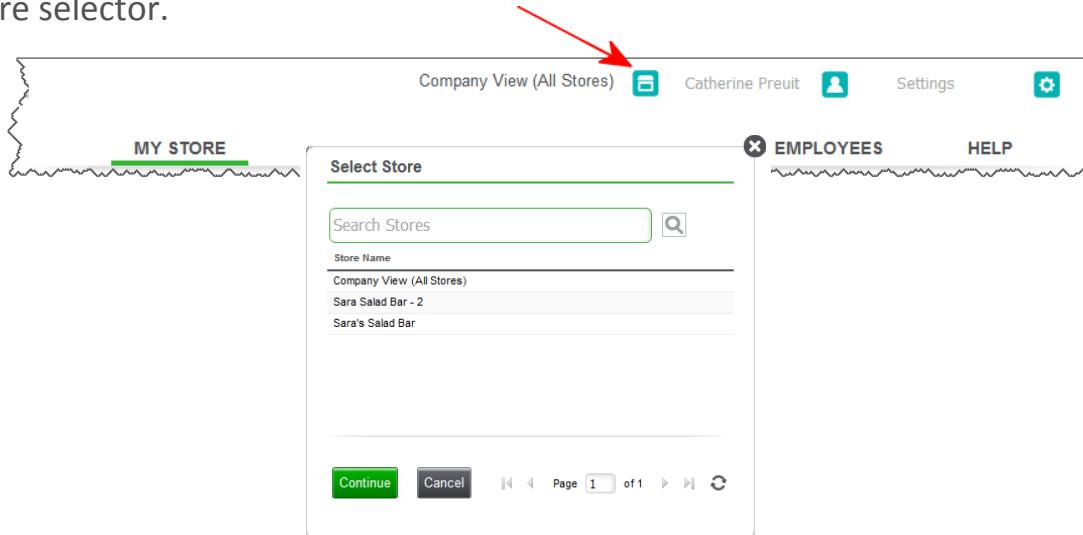 re selector.
Company View (All Stores) Catherine Preuit Settings
MY STORE EMPLOYEES HELP
Select Store
Search Stores
Store Name
Company View (All Stores)
Sara Salad Bar - 2
Sara's Salad Bar
Continue Cancel Page 1 of 1